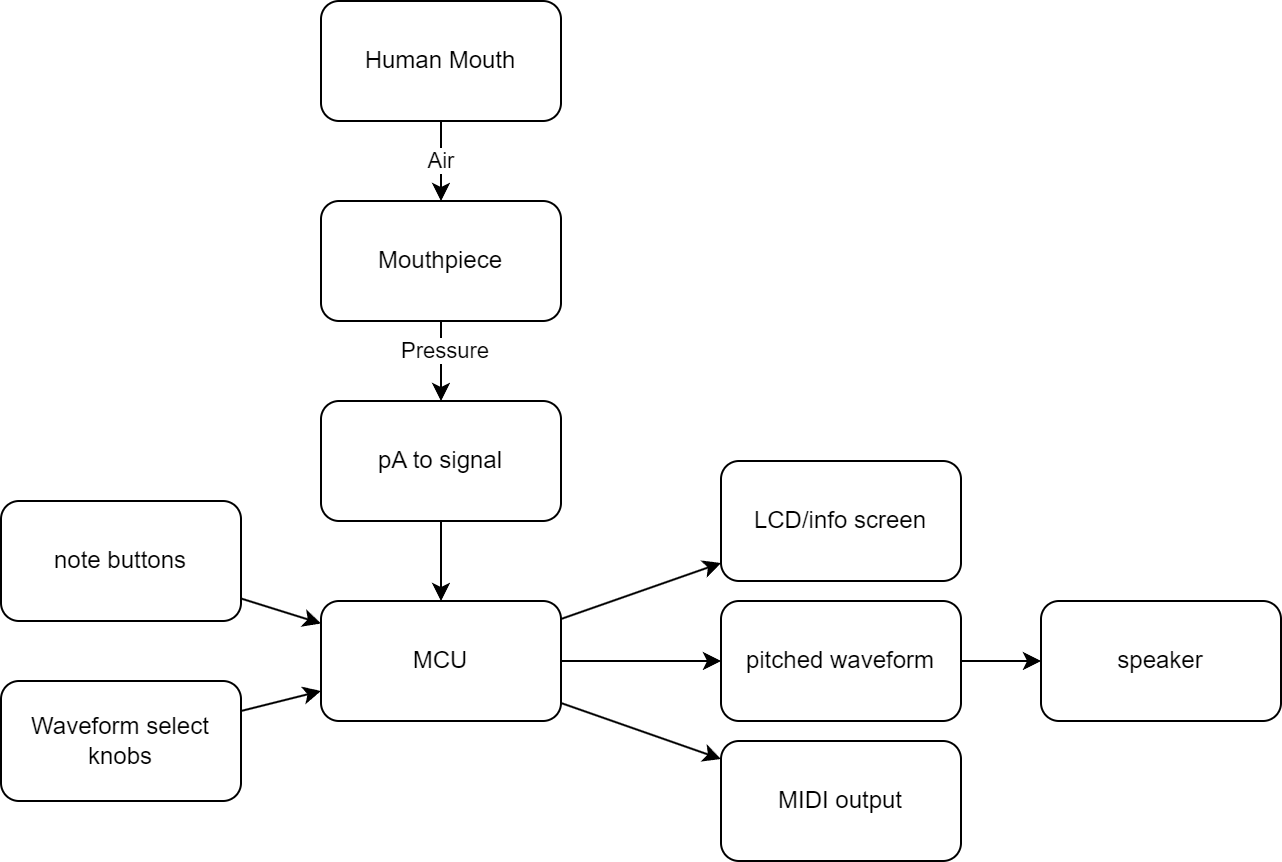 Human Mouth
Air
Mouthpiece
Pressure
pA to signal
note buttons
LCD/info screen
MCU
pitched waveform
speaker
Waveform select
knobs
MIDI output